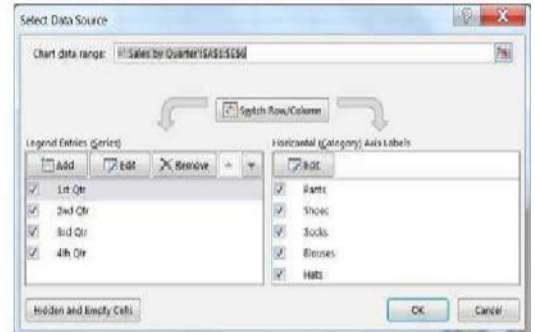 Select Data Source
Chart data range: ='Sales by Quarter'!$A$1:$E$6
Switch Row/Column
Legend Entries (Series)
Add Edit Remove
1st Qtr
2nd Qtr
3rd Qtr
4th Qtr
Horizontal (Category) Axis Labels
Edit
Pants
Shoes
Socks
Blouses
Hats
Hidden and Empty Cells
OK Cancel